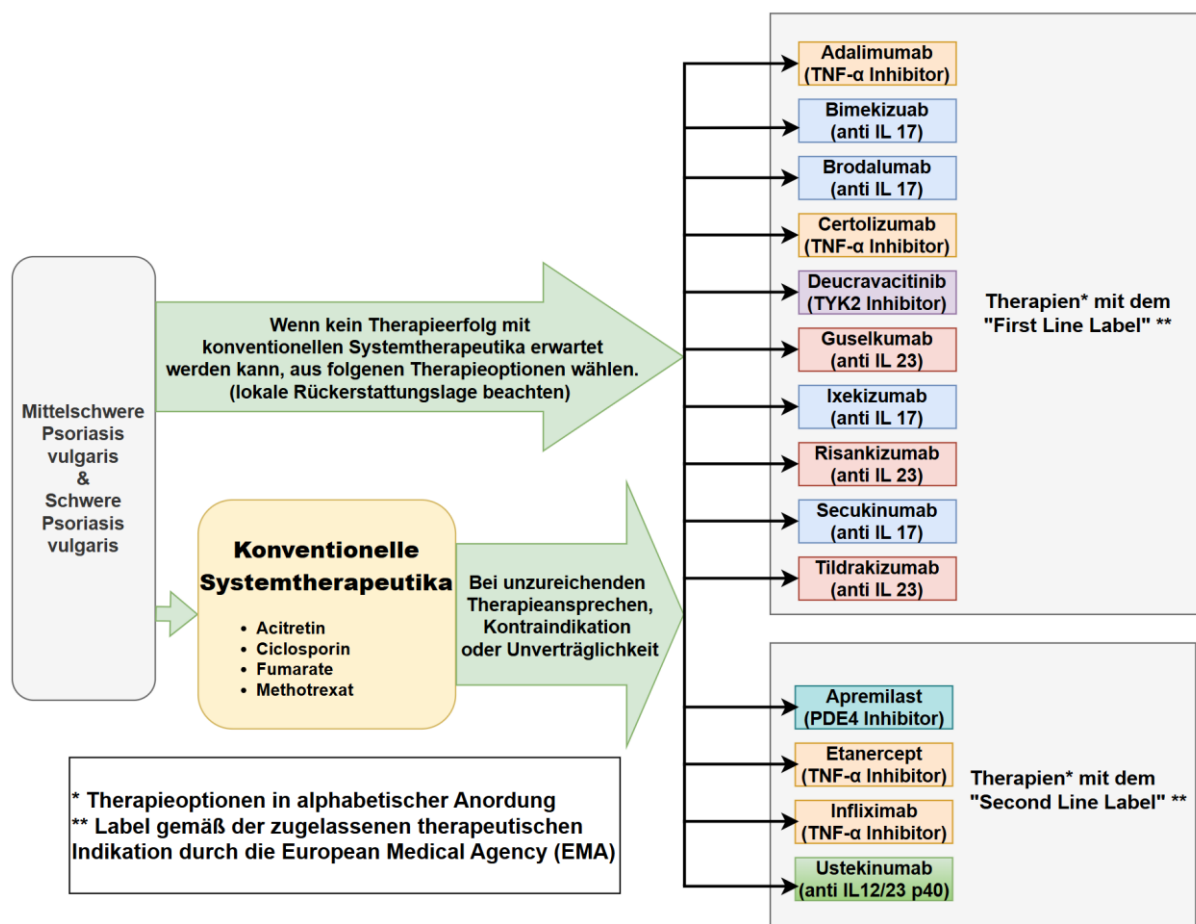 Mittelschwere
Psoriasis
vulgaris
&
Schwere
Psoriasis
vulgaris
Wenn kein Therapieerfolg mit
konventionellen Systemtherapeutika erwartet
werden kann, aus folgenen Therapieoptionen wählen.
(lokale Rückerstattungslage beachten)
Konventionelle
Systemtherapeutika
• Acitretin
• Ciclosporin
• Fumarate
• Methotrexat
Bei unzureichenden
Therapieansprechen,
Kontraindikation
oder Unverträglichkeit
Adalimumab
(TNF-α Inhibitor)
Bimekizuab
(anti IL 17)
Brodalumab
(anti IL 17)
Certolizumab
(TNF-α Inhibitor)
Deucravacitinib
(TYK2 Inhibitor)
Guselkumab
(anti IL 23)
Ixekizumab
(anti IL 17)
Risankizumab
(anti IL 23)
Secukinumab
(anti IL 17)
Tildrakizumab
(anti IL 23)
Therapien* mit dem
"First Line Label" **
Apremilast
(PDE4 Inhibitor)
Etanercept
(TNF-α Inhibitor)
Infliximab
(TNF-α Inhibitor)
Ustekinumab
(anti IL12/23 p40)
Therapien* mit dem
"Second Line Label" **
* Therapieoptionen in alphabetischer Anordung
** Label gemäß der zugelassenen therapeutischen
Indikation durch die European Medical Agency (EMA)